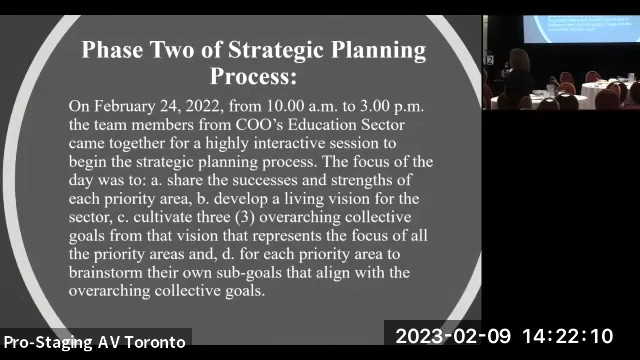 Phase Two of Strategic Planning
Process:
On February 24, 2022, from 10.00 a.m. to 3.00 p.m.
the team members from COO's Education Sector
came together for a highly interactive session to
begin the strategic planning process. The focus of the
day was to: a. share the successes and strengths of
each priority area, b. develop a living vision for the
sector, c. cultivate three (3) overarching collective
goals from that vision that represents the focus of all
the priority areas and, d. for each priority area to
brainstorm their own sub-goals that align with the
overarching collective goals.
Pro-Staging AV Toronto
2023-02-09 14:22:10